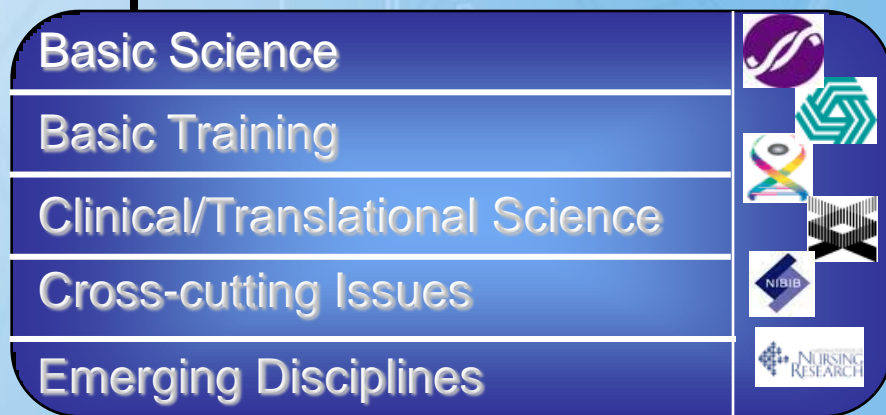 Basic Science
Basic Training
Clinical/Translational Science
Cross-cutting Issues
NIBIB
Emerging Disciplines
NURSING
RESEARCH